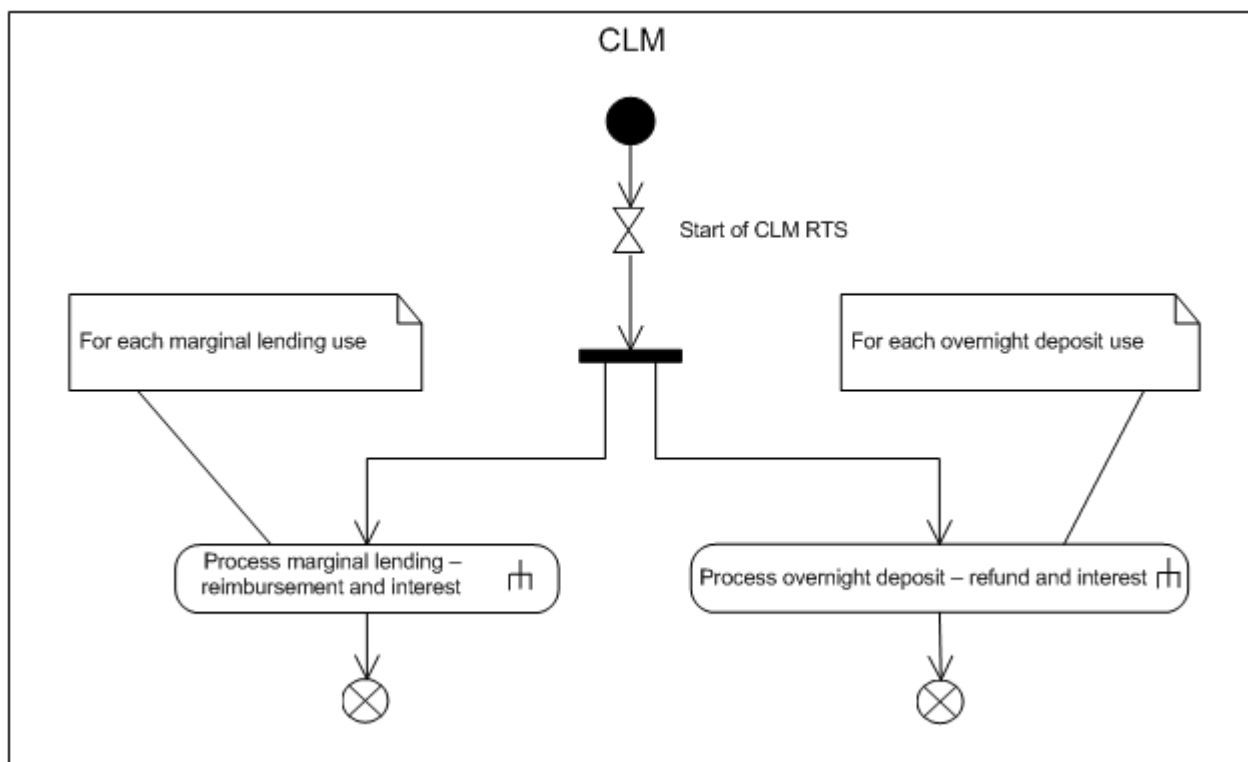 CLM
Start of CLM RTS
For each marginal lending use
For each overnight deposit use
Process marginal lending –
reimbursement and interest
Process overnight deposit – refund and interest